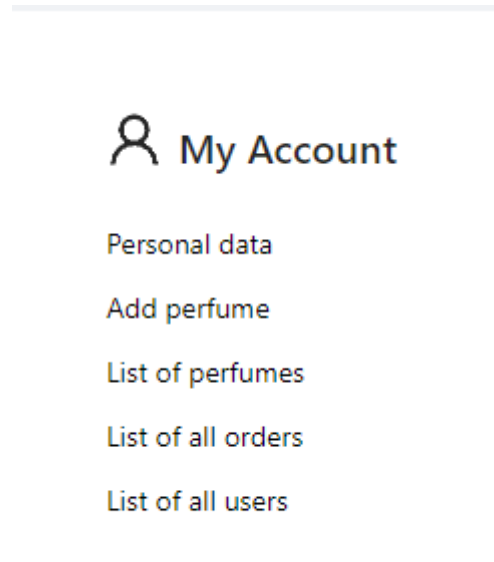 My Account
Personal data
Add perfume
List of perfumes
List of all orders
List of all users